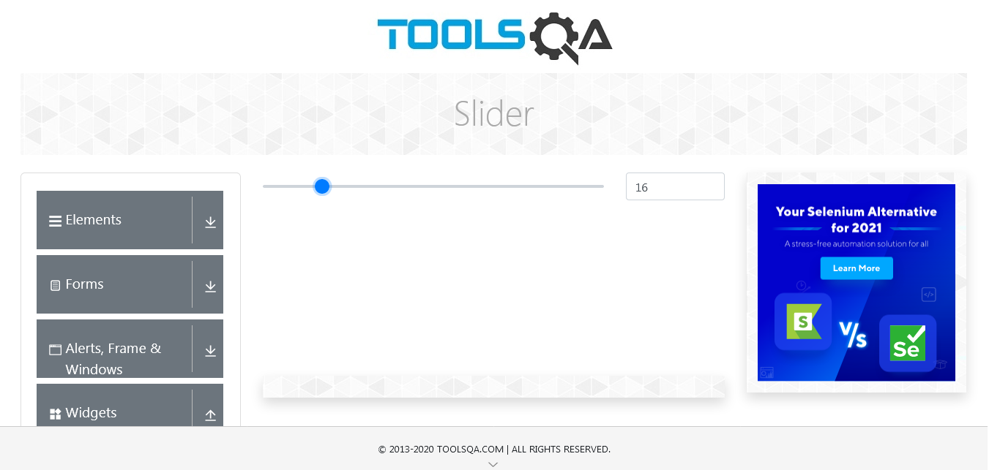 TOOLSQA
Slider
Elements
Forms
Alerts, Frame &
Windows
Widgets
16
Your Selenium Alternative
for 2021
A stress-free automation solution for all
Learn More
</>
S
V/s
Se
© 2013-2020 TOOLSQA.COM | ALL RIGHTS RESERVED.